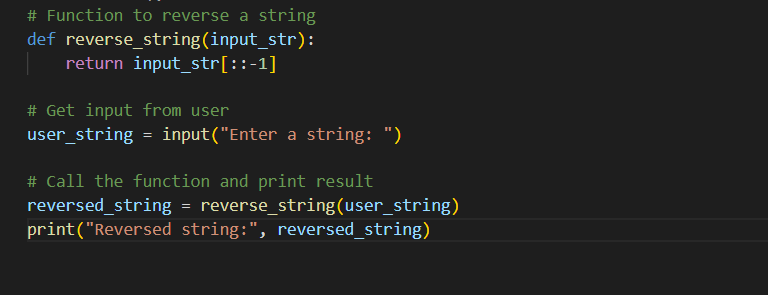 # Function to reverse a string
def reverse_string(input_str):
    return input_str[::-1]

# Get input from user
user_string = input("Enter a string: ")

# Call the function and print result
reversed_string = reverse_string(user_string)
print("Reversed string:", reversed_string)